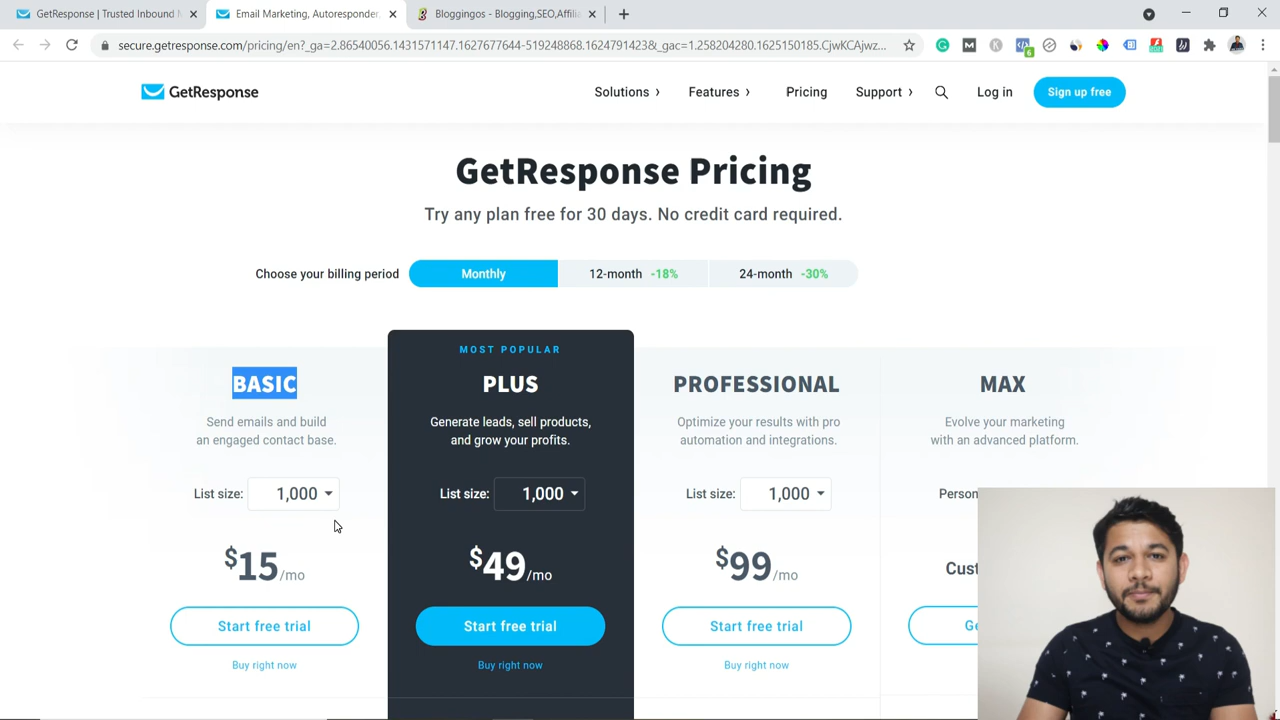 GetResponse | Trusted Inbound M
Email Marketing, Autoresponder,
Bloggingos - Blogging,SEO,Affilia
secure.getresponse.com/pricing/en?_ga=2.86540056.1431571147.1627577644-519248868.1624791423&_gac=1.258204280.1625150185.CjwKCAjwz...
6
GetResponse
Solutions
Features
Pricing
Support
Log in
Sign up free
GetResponse Pricing
Try any plan free for 30 days. No credit card required.
Choose your billing period
Monthly
12-month -18%
24-month -30%
BASIC
Send emails and build
an engaged contact base.
List size: 1,000
$15/mo
Start free trial
Buy right now
MOST POPULAR
PLUS
Generate leads, sell products,
and grow your profits.
List size: 1,000
$49/mo
Start free trial
Buy right now
PROFESSIONAL
Optimize your results with pro
automation and integrations.
List size: 1,000
$99/mo
Start free trial
Buy right now
MAX
Evolve your marketing
with an advanced platform.
Person
Cust
Ge